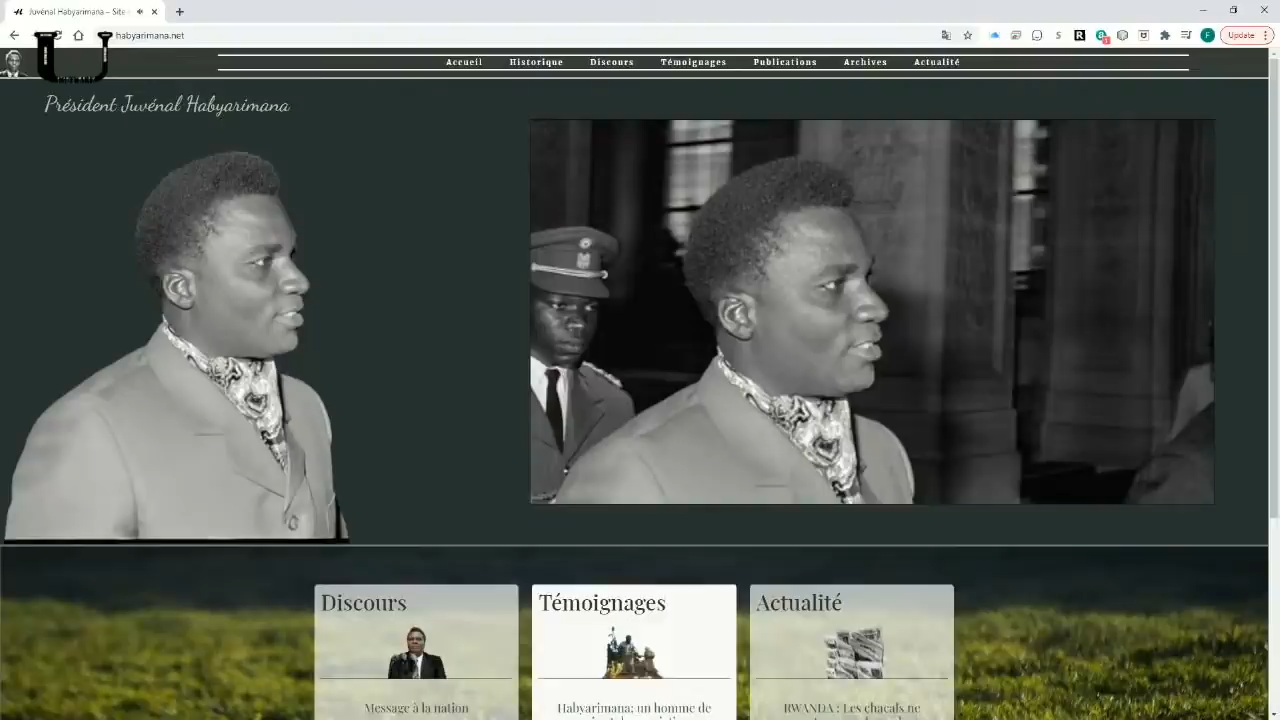 Juvénal Habyarimana – Site
habyarimana.net
Update
Accueil Historique Discours Témoignages Publications Archives Actualité
Président Juvénal Habyarimana
Discours
Témoignages
Actualité
Message à la nation
Habyarimana; un homme de
RWANDA : Les chacals ne